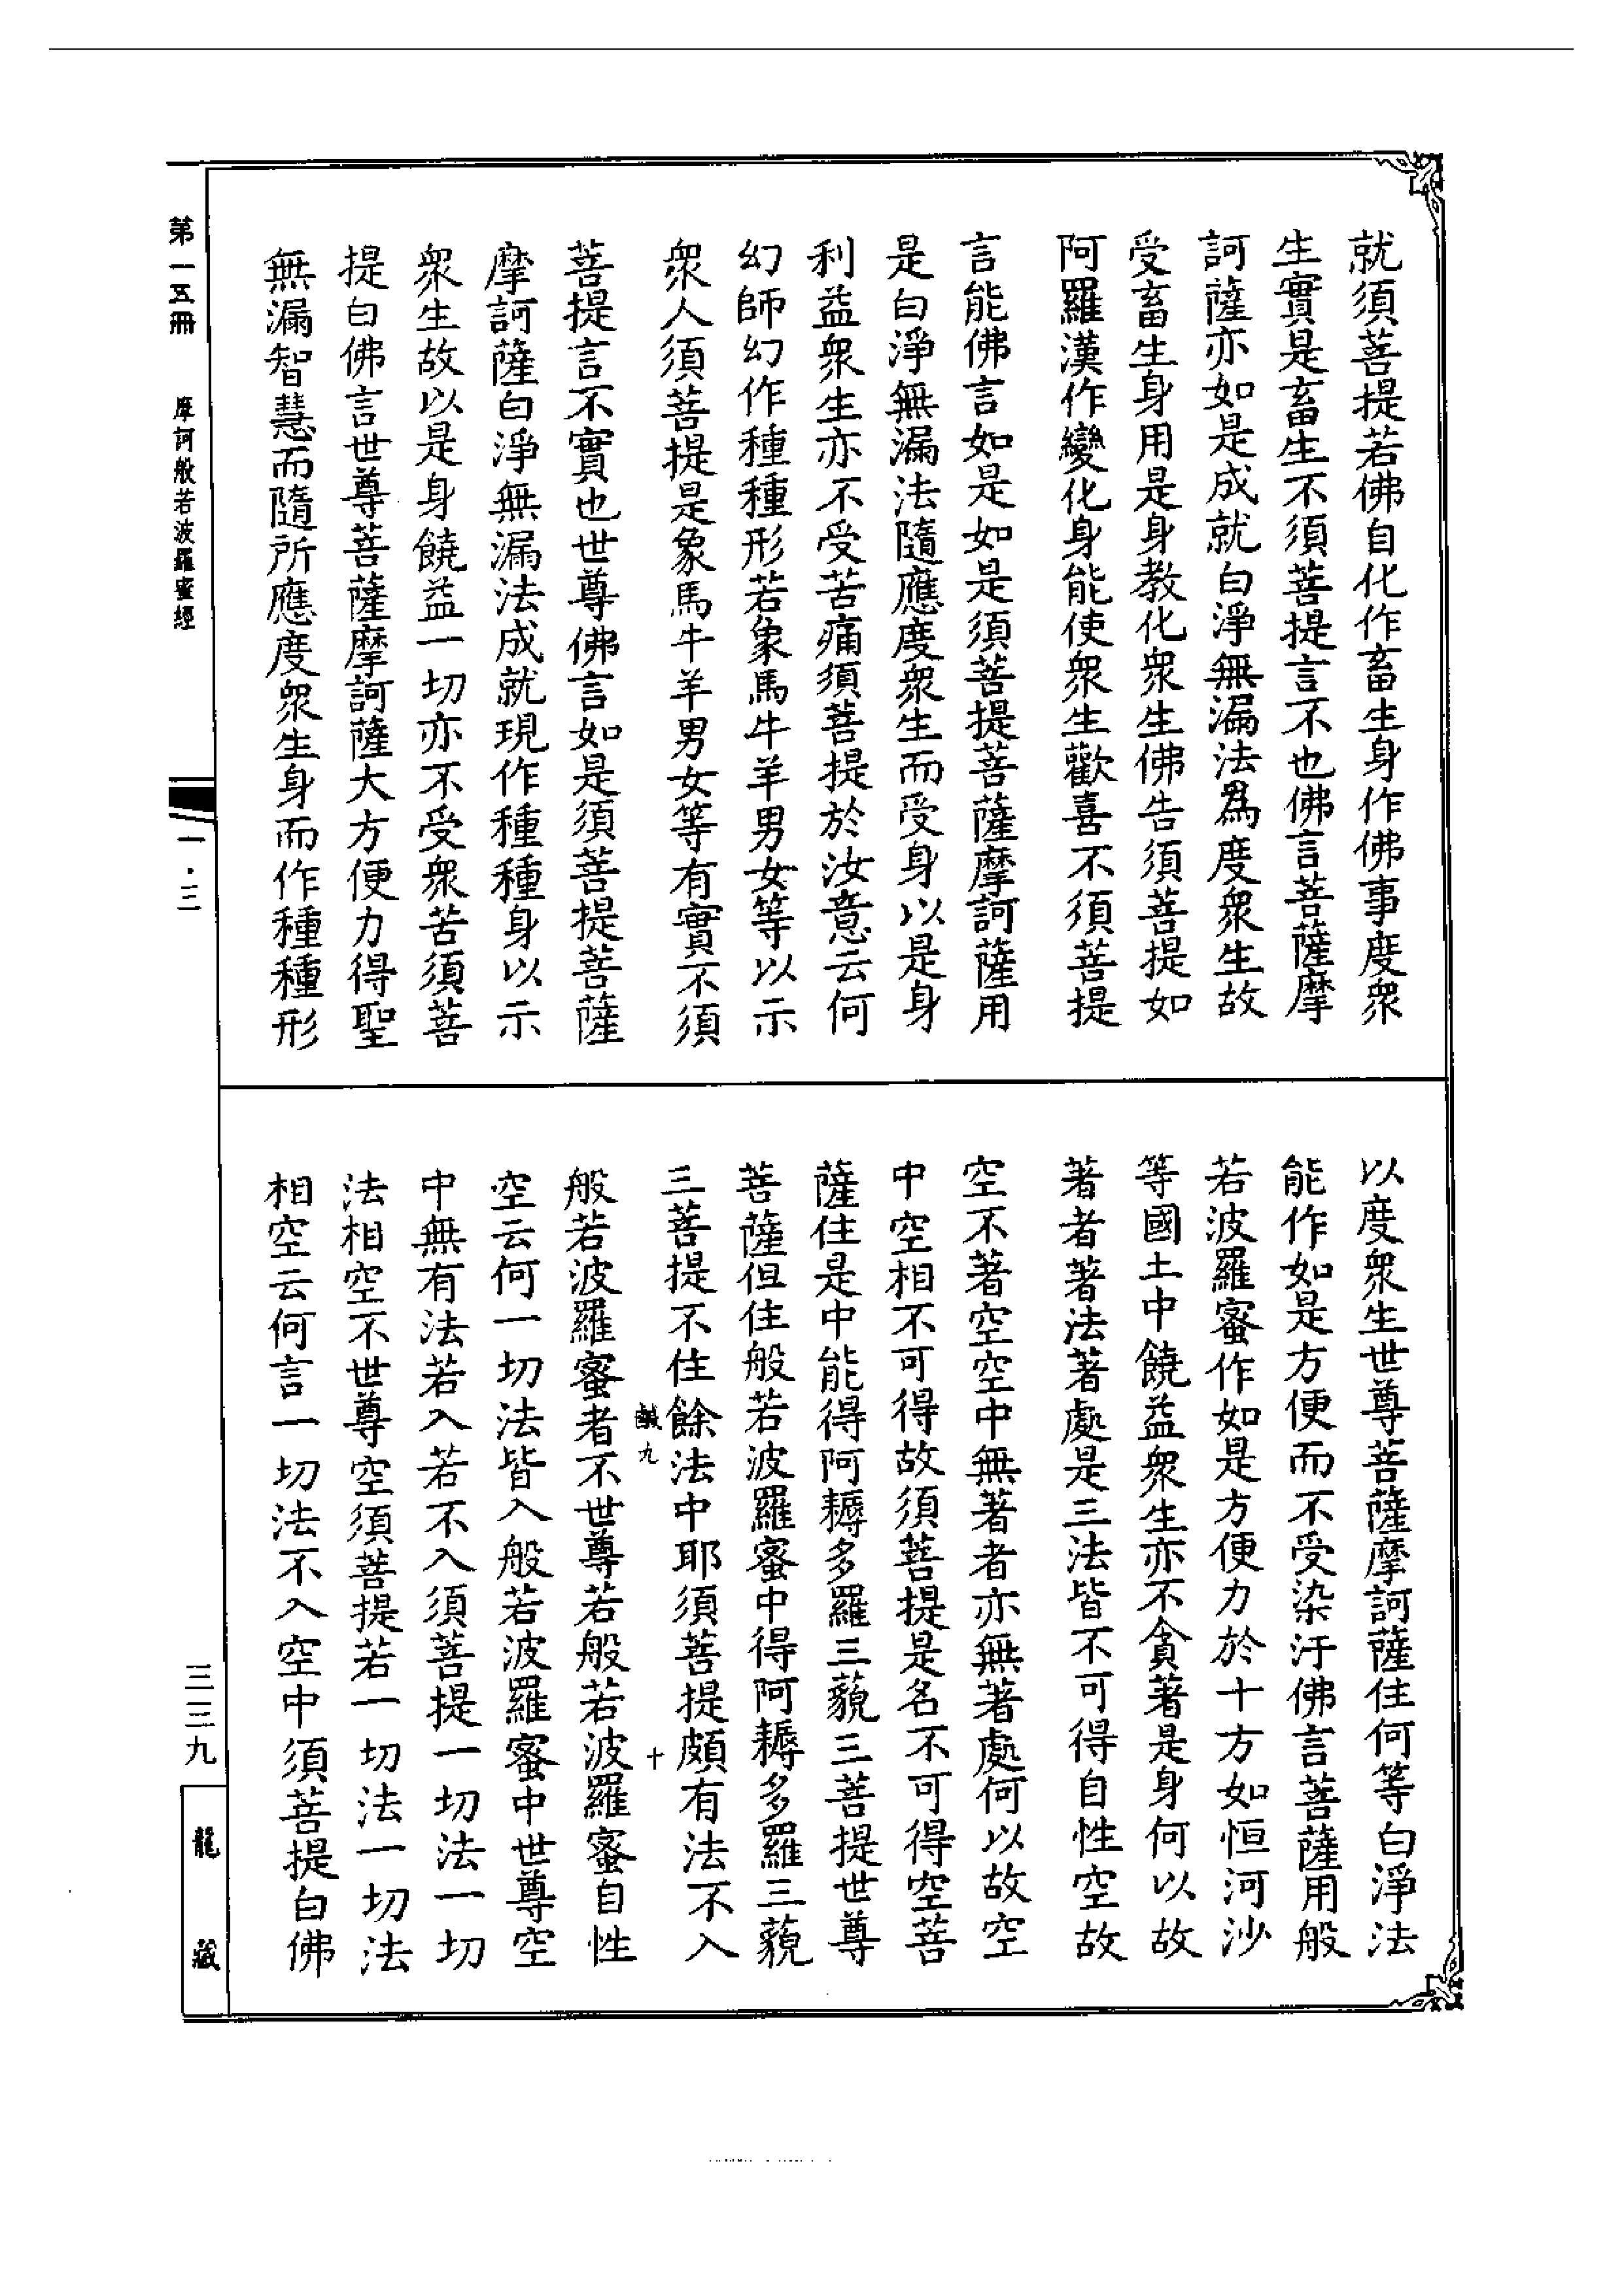 就須菩提若佛自化作畜生身作佛事度衆
生實是畜生不須菩提言不也佛言菩薩摩
訶薩亦如是成就白淨無漏法爲度衆生故
受畜生身用是身教化衆生佛告須菩提如
阿羅漢作變化身能使衆生歡喜不須菩提
言能佛言如是如是須菩提菩薩摩訶薩用
是白淨無漏法隨應度衆生而受身以是身
利益衆生亦不受苦痛須菩提於汝意云何
幻師幻作種種形若象馬牛羊男女等以示
衆人須菩提是象馬牛羊男女等有實不須
菩提言不實也世尊佛言如是須菩提菩薩
摩訶薩白淨無漏法成就現作種種身以示
衆生故以是身饒益一切亦不受衆苦須菩
提白佛言世尊菩薩摩訶薩大方便力得聖
無漏智慧而隨所應度衆生身而作種種形
以度衆生世尊菩薩摩訶薩住何等白淨法
能作如是方便而不受染汙佛言菩薩用般
若波羅蜜作如是方便力於十方如恒河沙
等國土中饒益衆生亦不貪著是身何以故
著者著法著處是三法皆不可得自性空故
空不著空空中無著者亦無著處何以故空
中空相不可得故須菩提是名不可得空菩
薩住是中能得阿耨多羅三藐三菩提世尊
菩薩但住般若波羅蜜中得阿耨多羅三藐
三菩提不住餘法中耶須菩提頗有法不入
鹹九
十
般若波羅蜜者不世尊若般若波羅蜜自性
空云何一切法皆入般若波羅蜜中世尊空
中無有法若入若不入須菩提一切法一切
法相空不世尊空須菩提若一切法一切法
相空云何言一切法不入空中須菩提白佛
第一五冊
摩訶般若波羅蜜經
一·三
三三九
龍藏